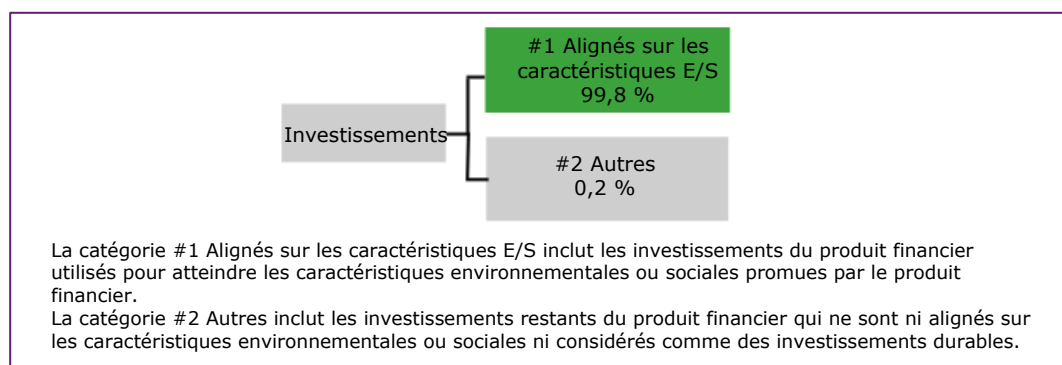 #1 Alignés sur les
caractéristiques E/S
99,8 %
Investissements
#2 Autres
0,2 %
La catégorie #1 Alignés sur les caractéristiques E/S inclut les investissements du produit financier
utilisés pour atteindre les caractéristiques environnementales ou sociales promues par le produit
financier.
La catégorie #2 Autres inclut les investissements restants du produit financier qui ne sont ni alignés sur
les caractéristiques environnementales ou sociales ni considérés comme des investissements durables.